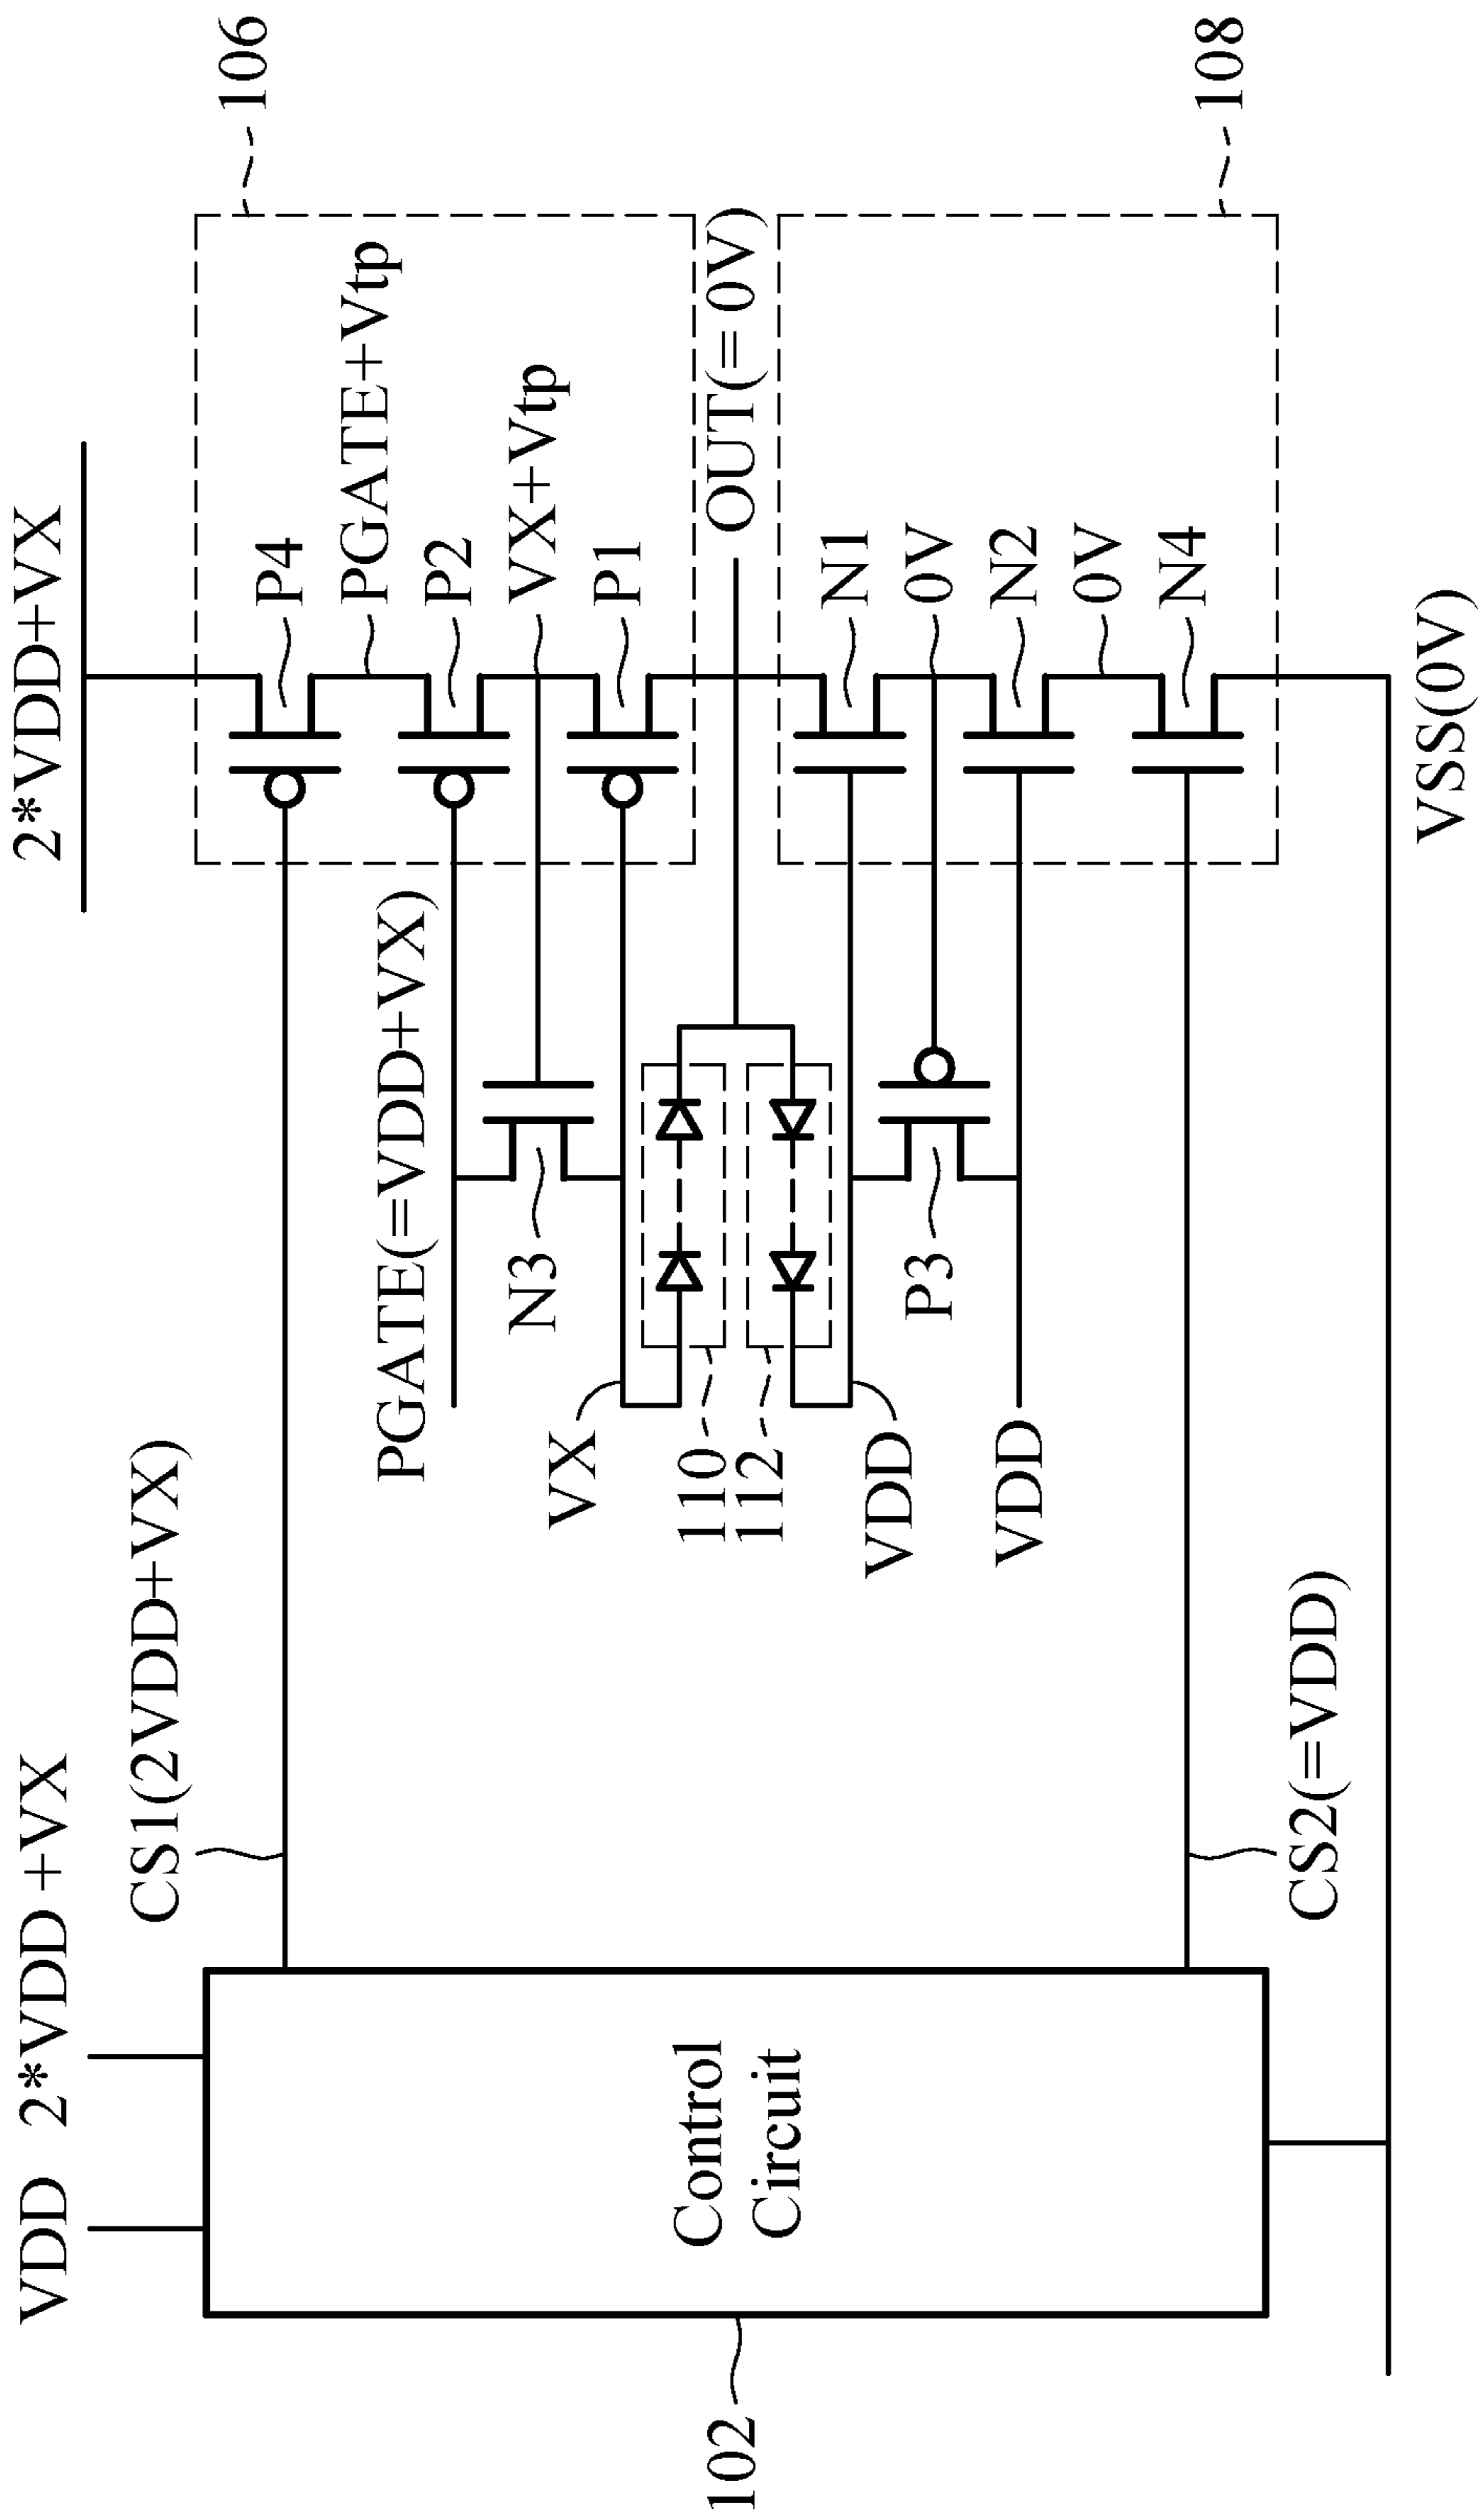 VDD
2*VDD +VX
2*VDD+VX
106
CS1(2VDD+VX)
P4
PGATE+Vtp
PGATE(=VDD+VX)
P2
N3
VX+Vtp
VX
P1
102
Control
Circuit
110
112
OUT(= 0V)
VDD
N1
P3
0V
VDD
N2
0V
N4
108
CS2(=VDD)
VSS(0V)